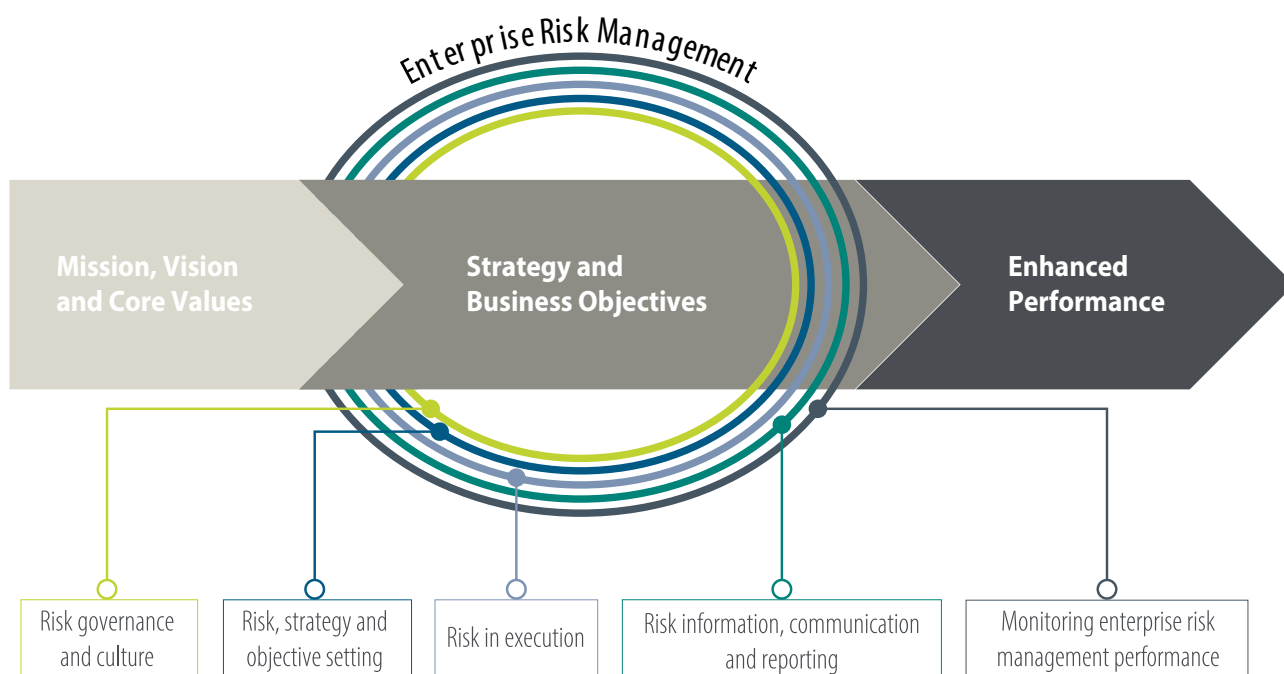 Enterprise Risk Management
Mission, Vision
and Core Values
Strategy and
Business Objectives
Enhanced
Performance
Risk governance
and culture
Risk, strategy and
objective setting
Risk in execution
Risk information, communication
and reporting
Monitoring enterprise risk
management performance